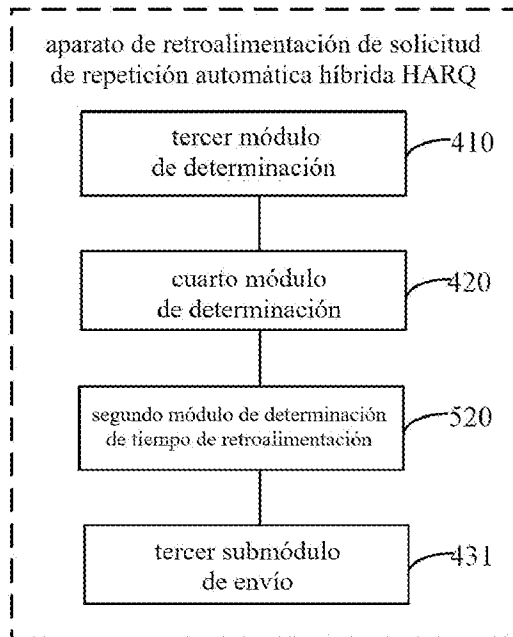 aparato de retroalimentación de solicitud
de repetición automática híbrida HARQ
tercer módulo
de determinación
410
cuarto módulo
de determinación
420
segundo módulo de determinación
de tiempo de retroalimentación
520
tercer submódulo
de envío
431